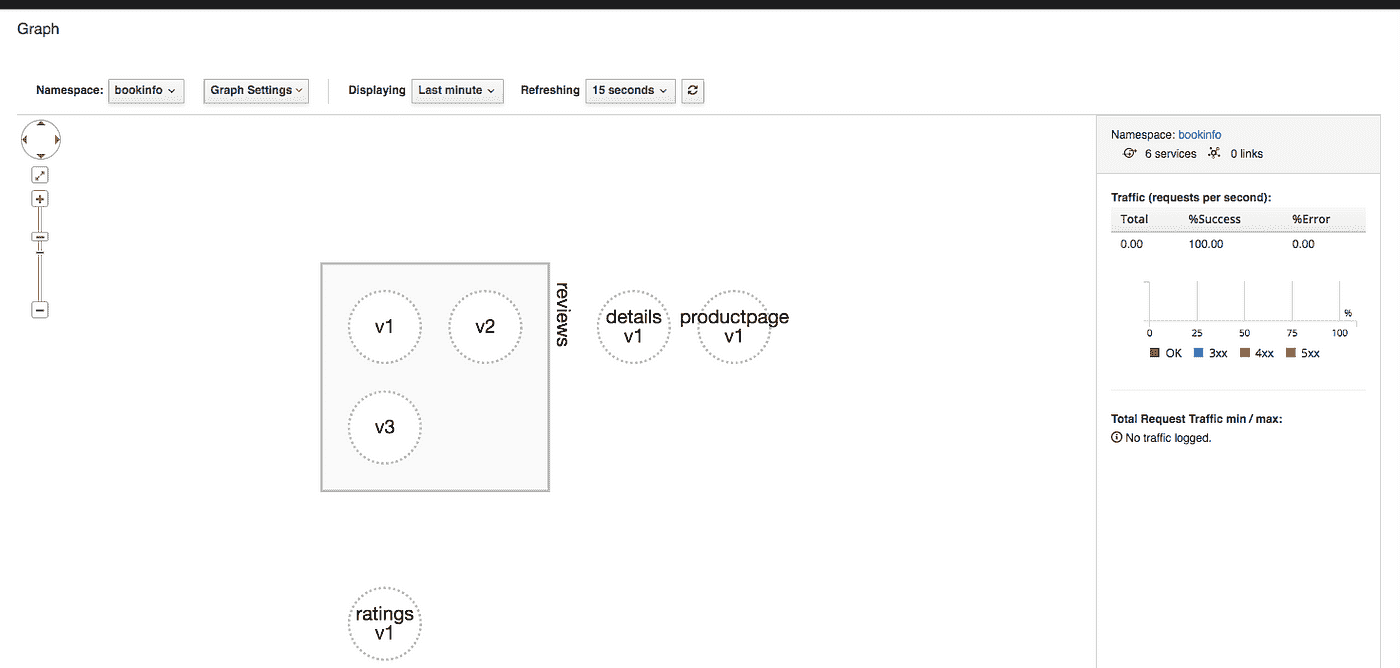 Graph
Namespace: bookinfo Graph Settings Displaying Last minute Refreshing 15 seconds
Namespace: bookinfo
6 services 0 links
Traffic (requests per second):
Total %Success %Error
0.00 100.00 0.00
%
0 25 50 75 100
OK 3xx 4xx 5xx
Total Request Traffic min / max:
No traffic logged.
v1 v2
reviews
v3
details
v1
productpage
v1
ratings
v1